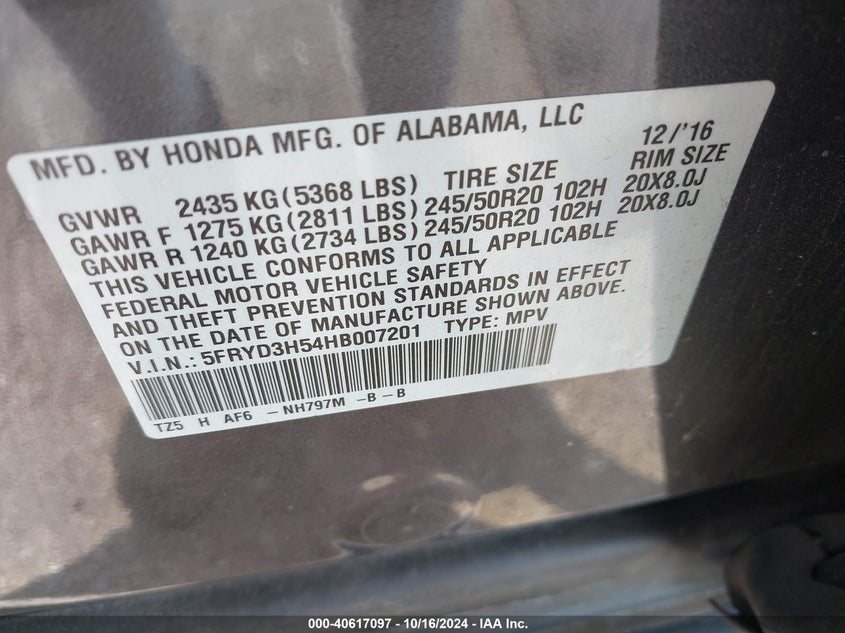 MFD. BY HONDA MFG. OF ALABAMA, LLC 12/'16
GVWR 2435 KG(5368 LBS) TIRE SIZE RIM SIZE
GAWR F 1275 KG(2811 LBS) 245/50R20 102H 20X8.0J
GAWR R 1240 KG(2734 LBS) 245/50R20 102H 20X8.0J
THIS VEHICLE CONFORMS TO ALL APPLICABLE
FEDERAL MOTOR VEHICLE SAFETY
AND THEFT PREVENTION STANDARDS IN EFFECT
ON THE DATE OF MANUFACTURE SHOWN ABOVE.
V.I.N.: 5FRYD3H54HB007201 TYPE: MPV
TZ5 H AF6 -NH797M -B-B
000-40617097 - 10/16/2024 - IAA Inc.